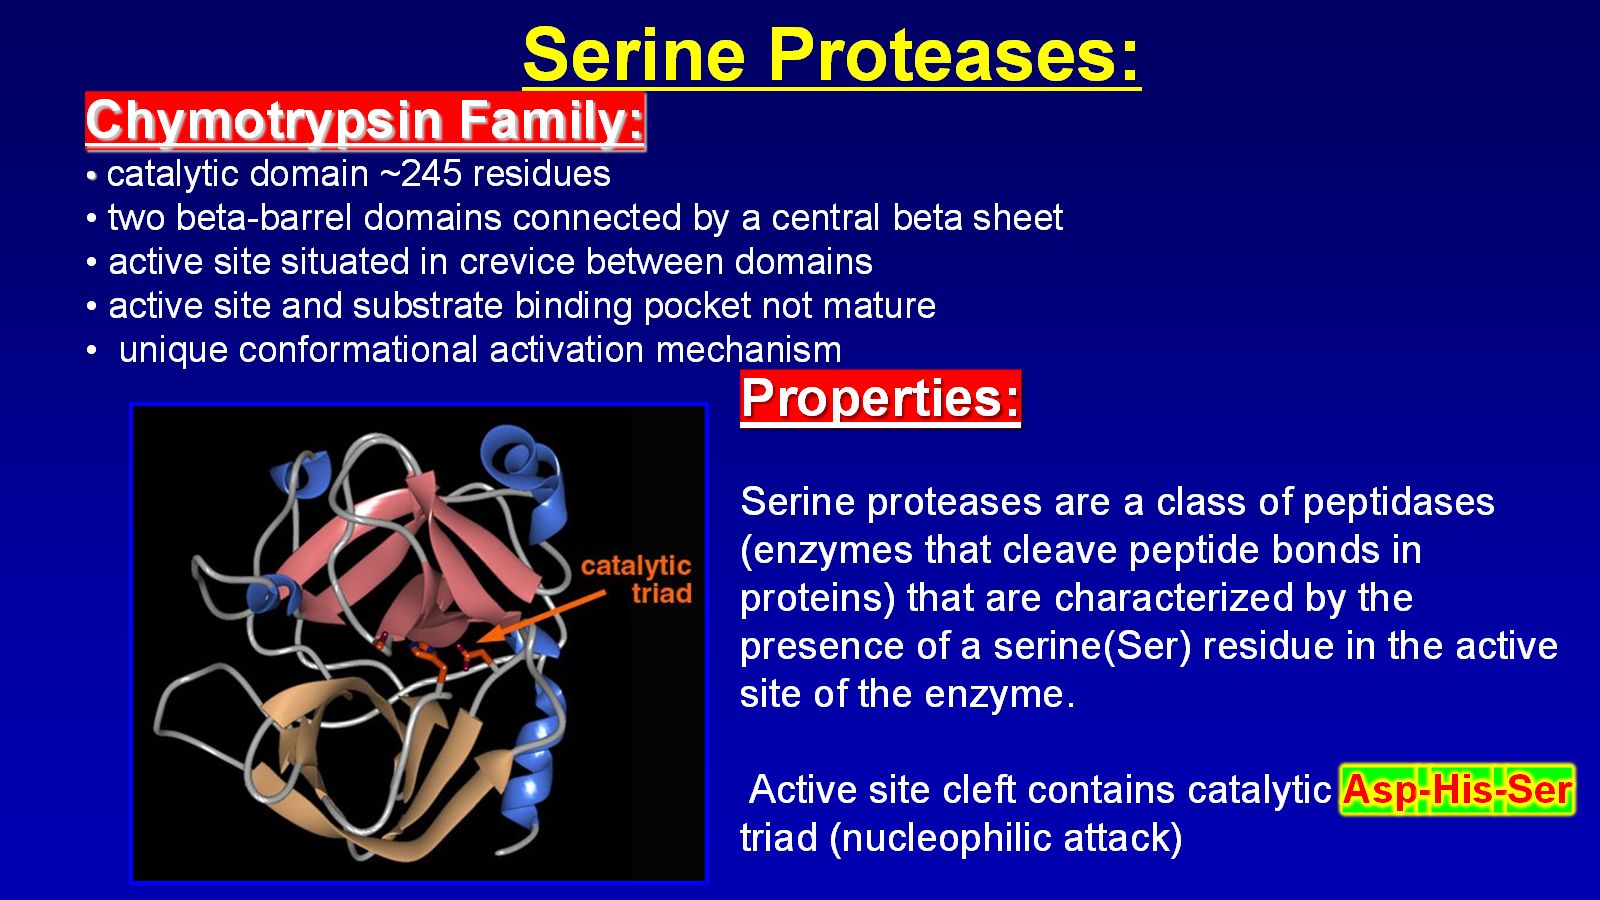 Serine Proteases:
Chymotrypsin Family:
• catalytic domain ~245 residues
• two beta-barrel domains connected by a central beta sheet
• active site situated in crevice between domains
• active site and substrate binding pocket not mature
• unique conformational activation mechanism
Properties:
catalytic
triad
Serine proteases are a class of peptidases
(enzymes that cleave peptide bonds in
proteins) that are characterized by the
presence of a serine(Ser) residue in the active
site of the enzyme.
Active site cleft contains catalytic Asp-His-Ser
triad (nucleophilic attack)